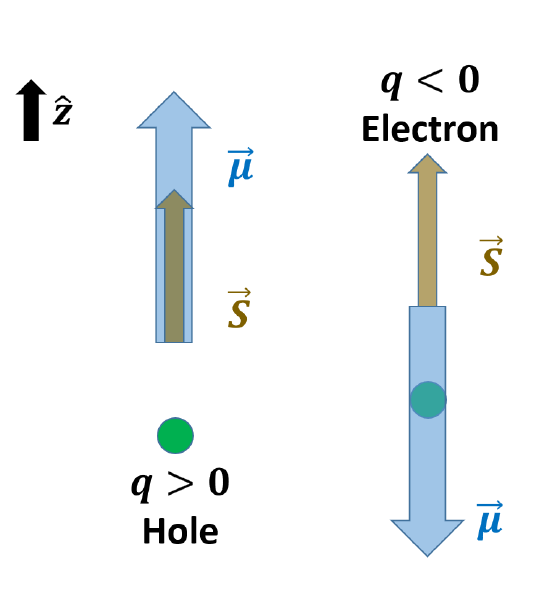 ẑ
μ⃗
S⃗
q > 0
Hole
q < 0
Electron
S⃗
μ⃗